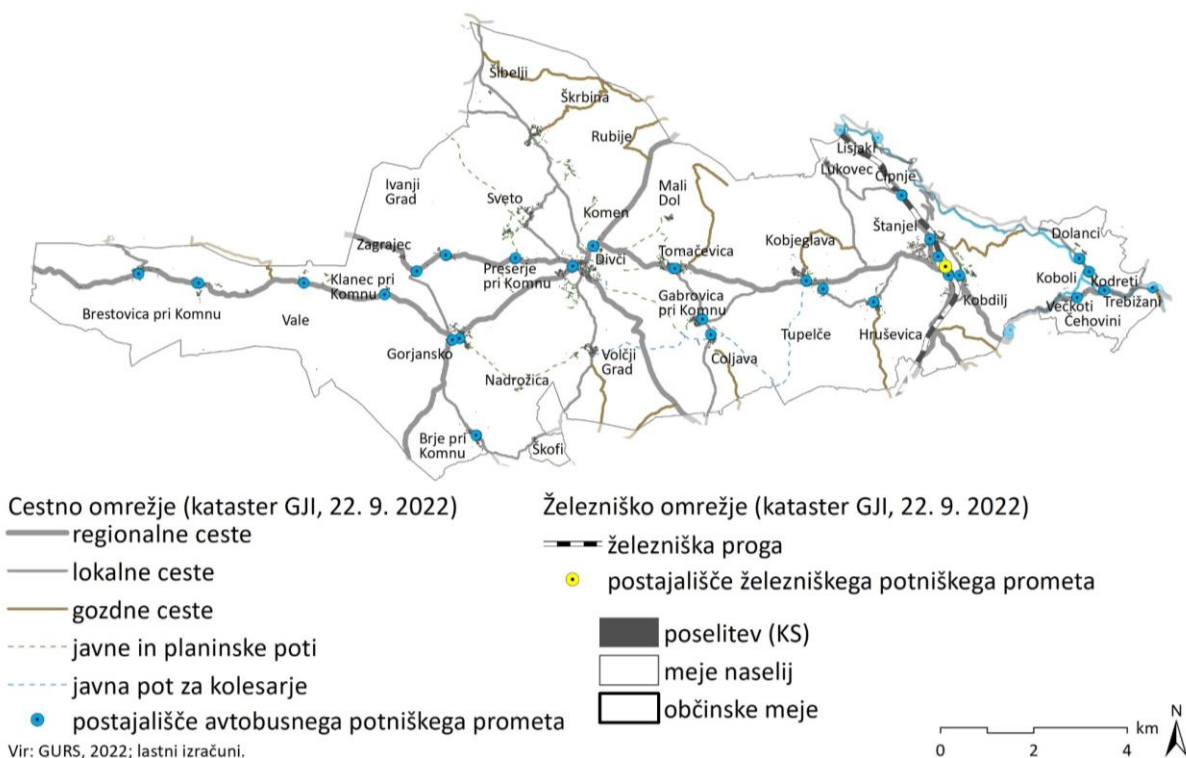 Šibelji
Škrbina
Rubije
Lisjaki
Lukovec
Čipnje
Ivanji
Grad
Sveto
Mali
Dol
Komen
Štanjel
Dolanci
Zagrajec
Divči
Tomačevica
Kobjeglava
Preserje
pri Komnu
Klanec pri
Komnu
Koboli
Kodreti
Trebižani
Večkoti
Čehovini
Kobdilj
Brestovica pri Komnu
Vale
Gabrovica
pri Komnu
Tupelče
Hruševica
Gorjansko
Volčji
Grad
Čoljava
Nadrožica
Brje pri
Komnu
Škofi
Cestno omrežje (kataster GJI, 22. 9. 2022)
regionalne ceste
lokalne ceste
gozdne ceste
javne in planinske poti
javna pot za kolesarje
postajališče avtobusnega potniškega prometa
Vir: GURS, 2022; lastni izračuni.
Železniško omrežje (kataster GJI, 22. 9. 2022)
železniška proga
postajališče železniškega potniškega prometa
poselitev (KS)
meje naselij
občinske meje
km
0 2 4
N